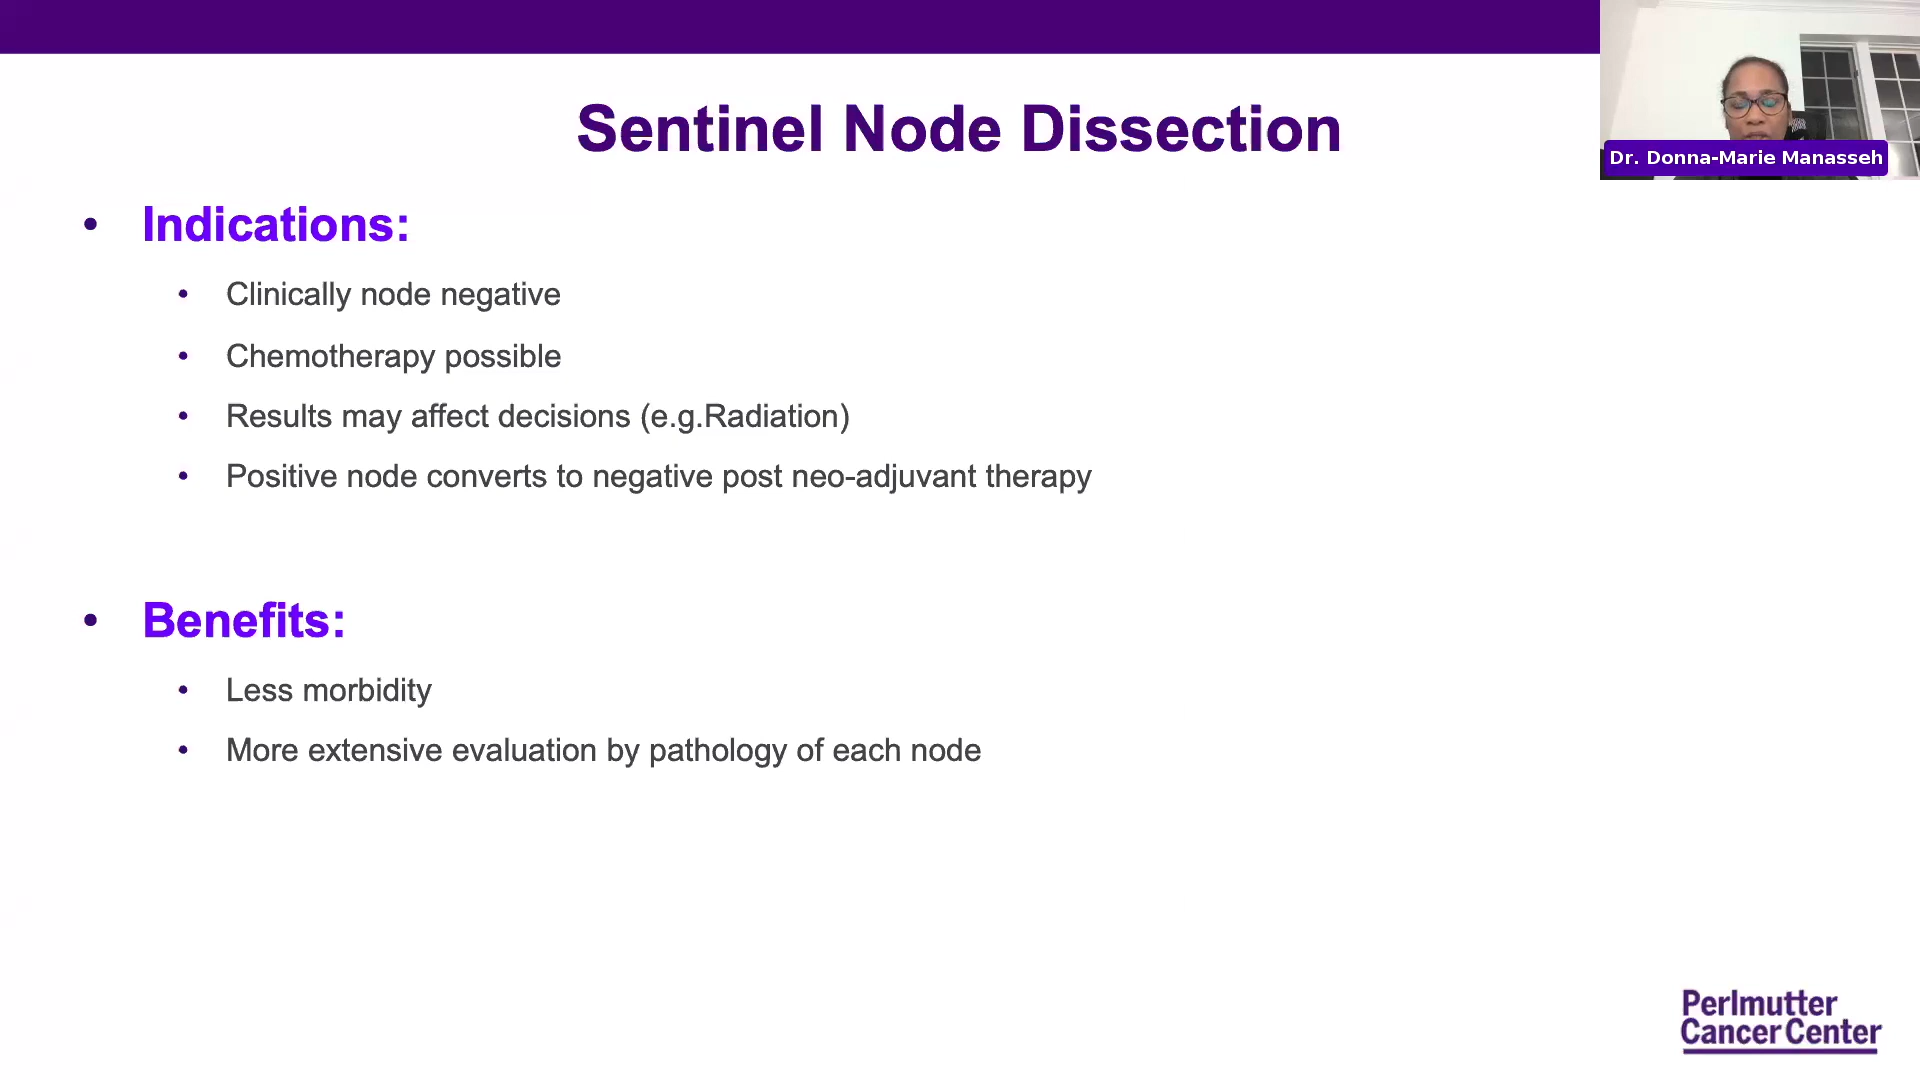 Sentinel Node Dissection
Dr. Donna-Marie Manasseh
• Indications:
• Clinically node negative
• Chemotherapy possible
• Results may affect decisions (e.g.Radiation)
• Positive node converts to negative post neo-adjuvant therapy
• Benefits:
• Less morbidity
• More extensive evaluation by pathology of each node
Perlmutter
Cancer Center